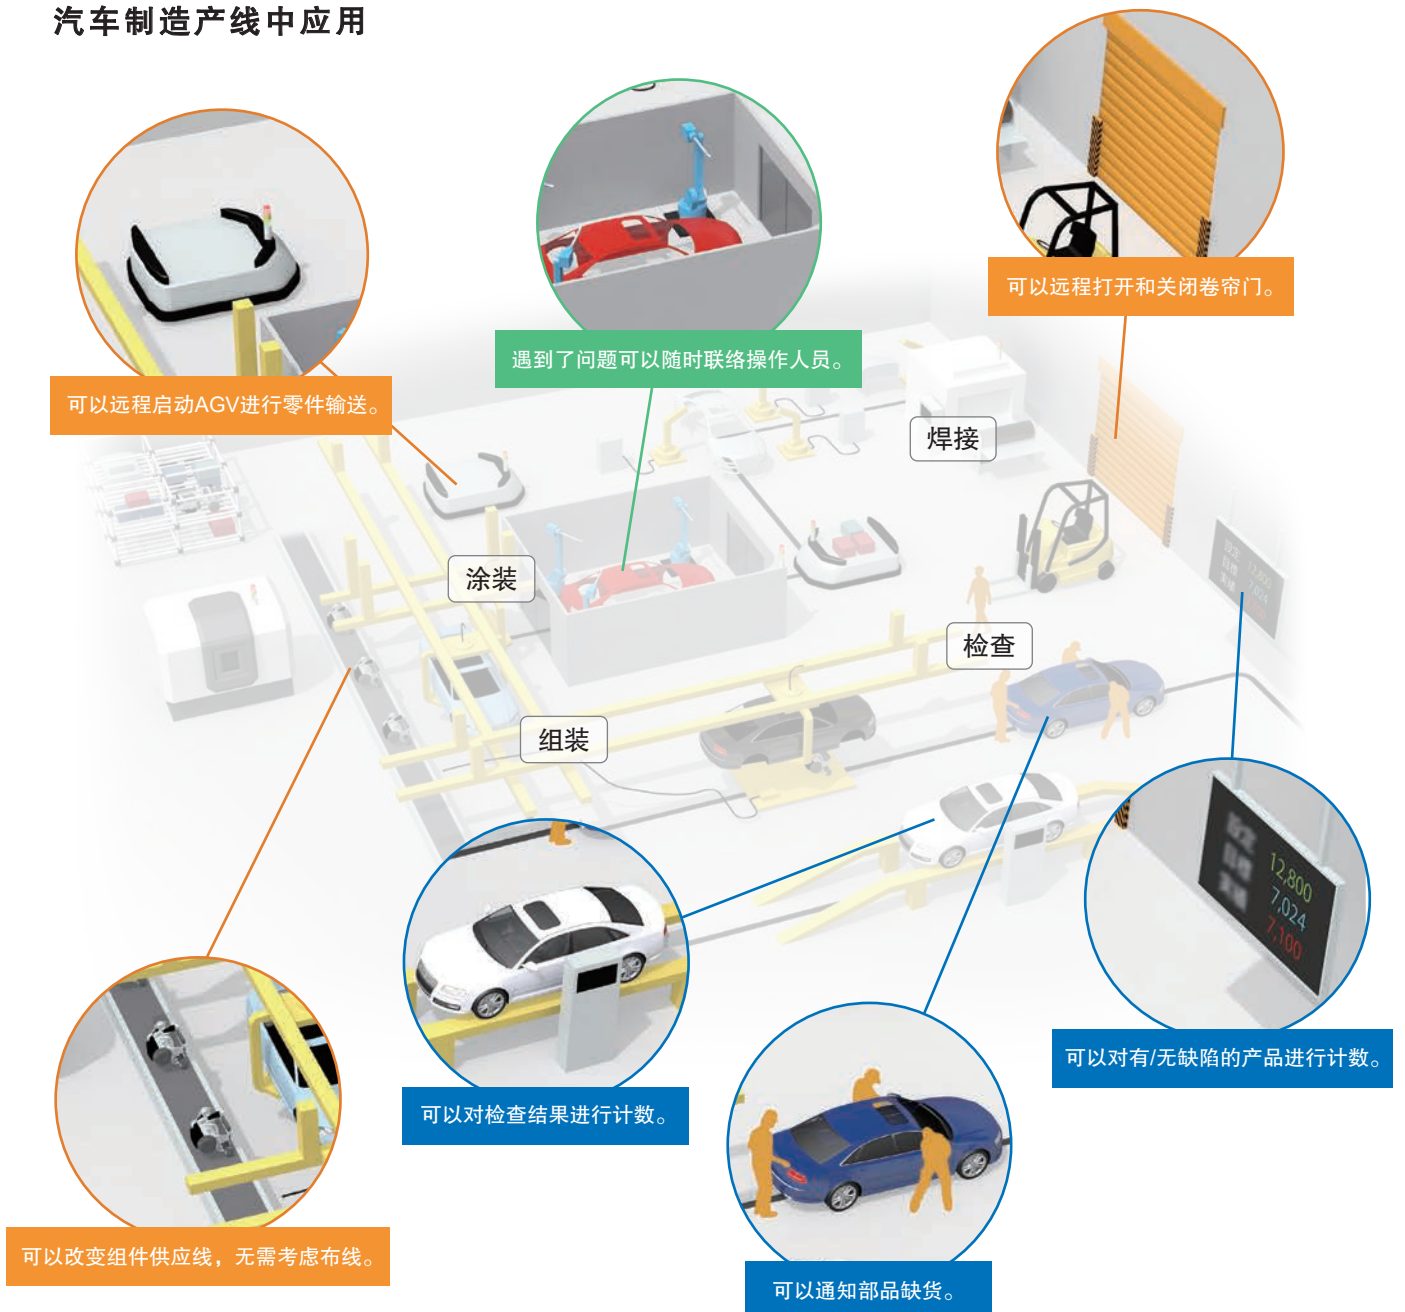 汽车制造产线中应用
可以远程打开和关闭卷帘门。
遇到了问题可以随时联络操作人员。
可以远程启动AGV进行零件输送。
焊接
涂装
检查
组装
12,800
7,024
7,100
可以对有/无缺陷的产品进行计数。
可以对检查结果进行计数。
可以改变组件供应线，无需考虑布线。
可以通知部品缺货。